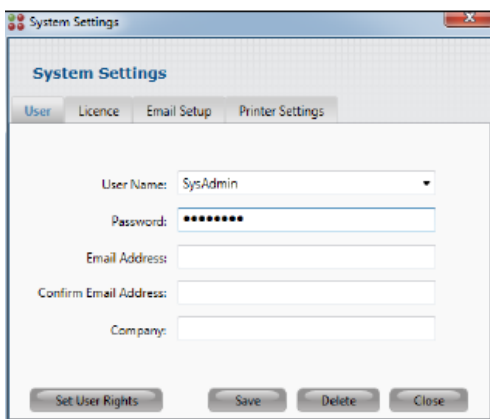 System Settings
System Settings
User Licence Email Setup Printer Settings
User Name: SysAdmin
Password: ••••••••
Email Address:
Confirm Email Address:
Company:
Set User Rights Save Delete Close